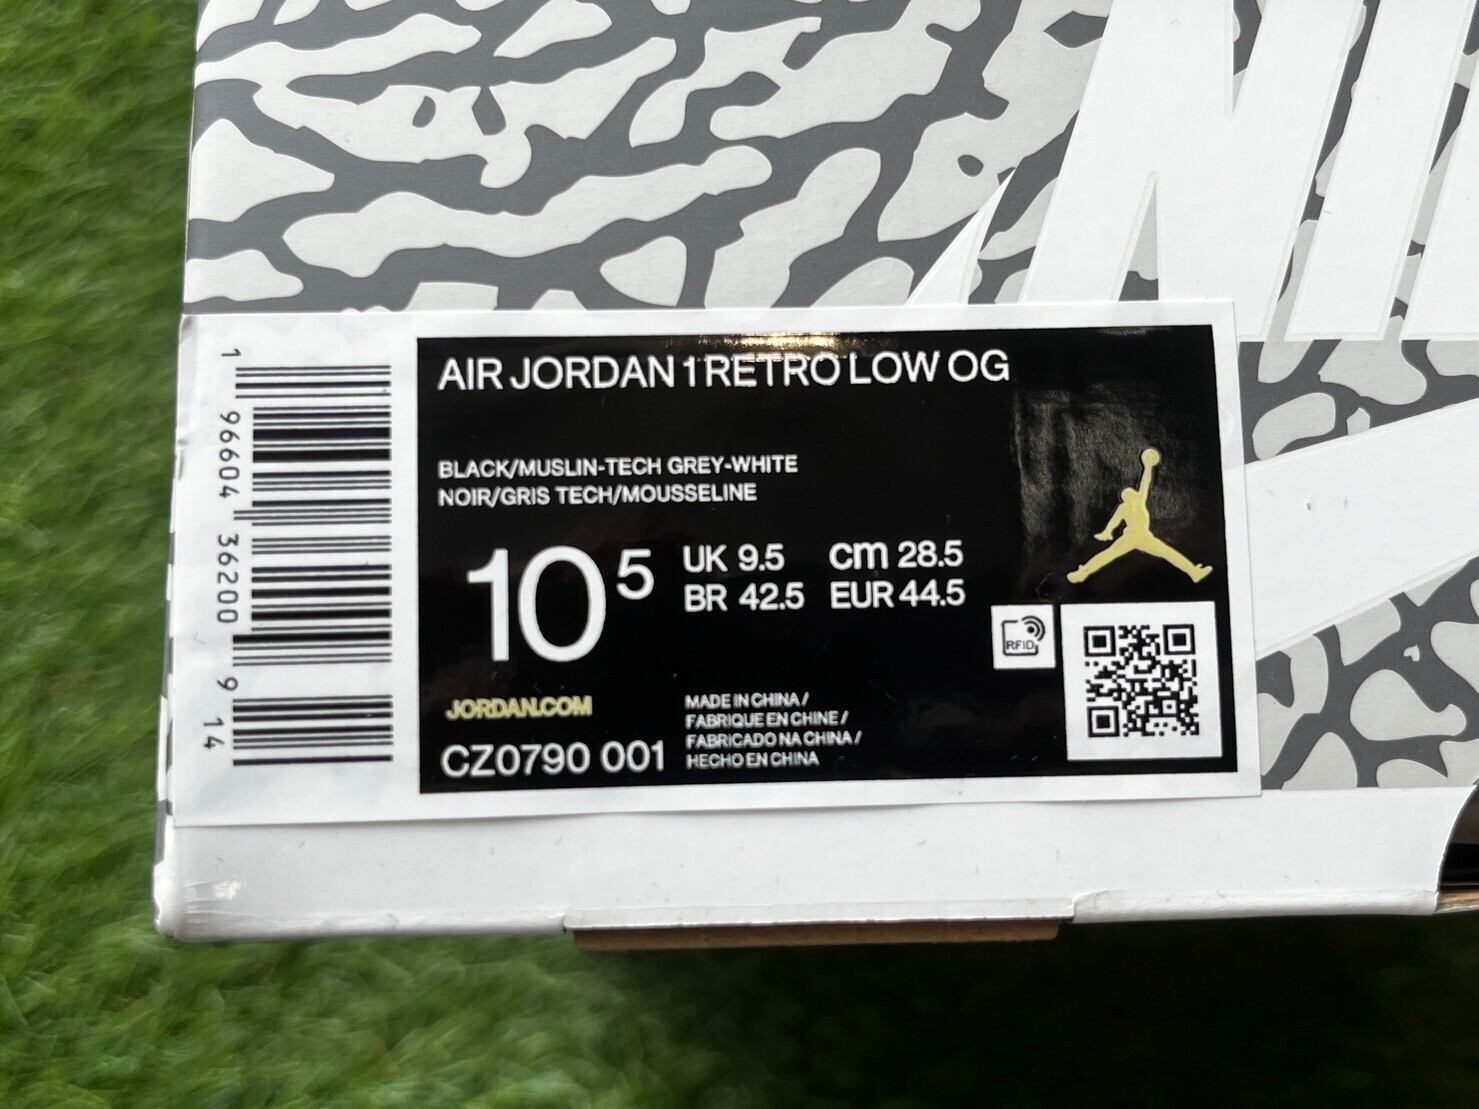 NIKE
AIR JORDAN 1 RETRO LOW OG
BLACK/MUSLIN-TECH GREY-WHITE
NOIR/GRIS TECH/MOUSSELINE
10 5
UK 9.5 cm 28.5
BR 42.5 EUR 44.5
RFID
JORDAN.COM
CZ0790 001
MADE IN CHINA /
FABRIQUE EN CHINE /
FABRICADO NA CHINA /
HECHO EN CHINA
1 96604 36200 9 14